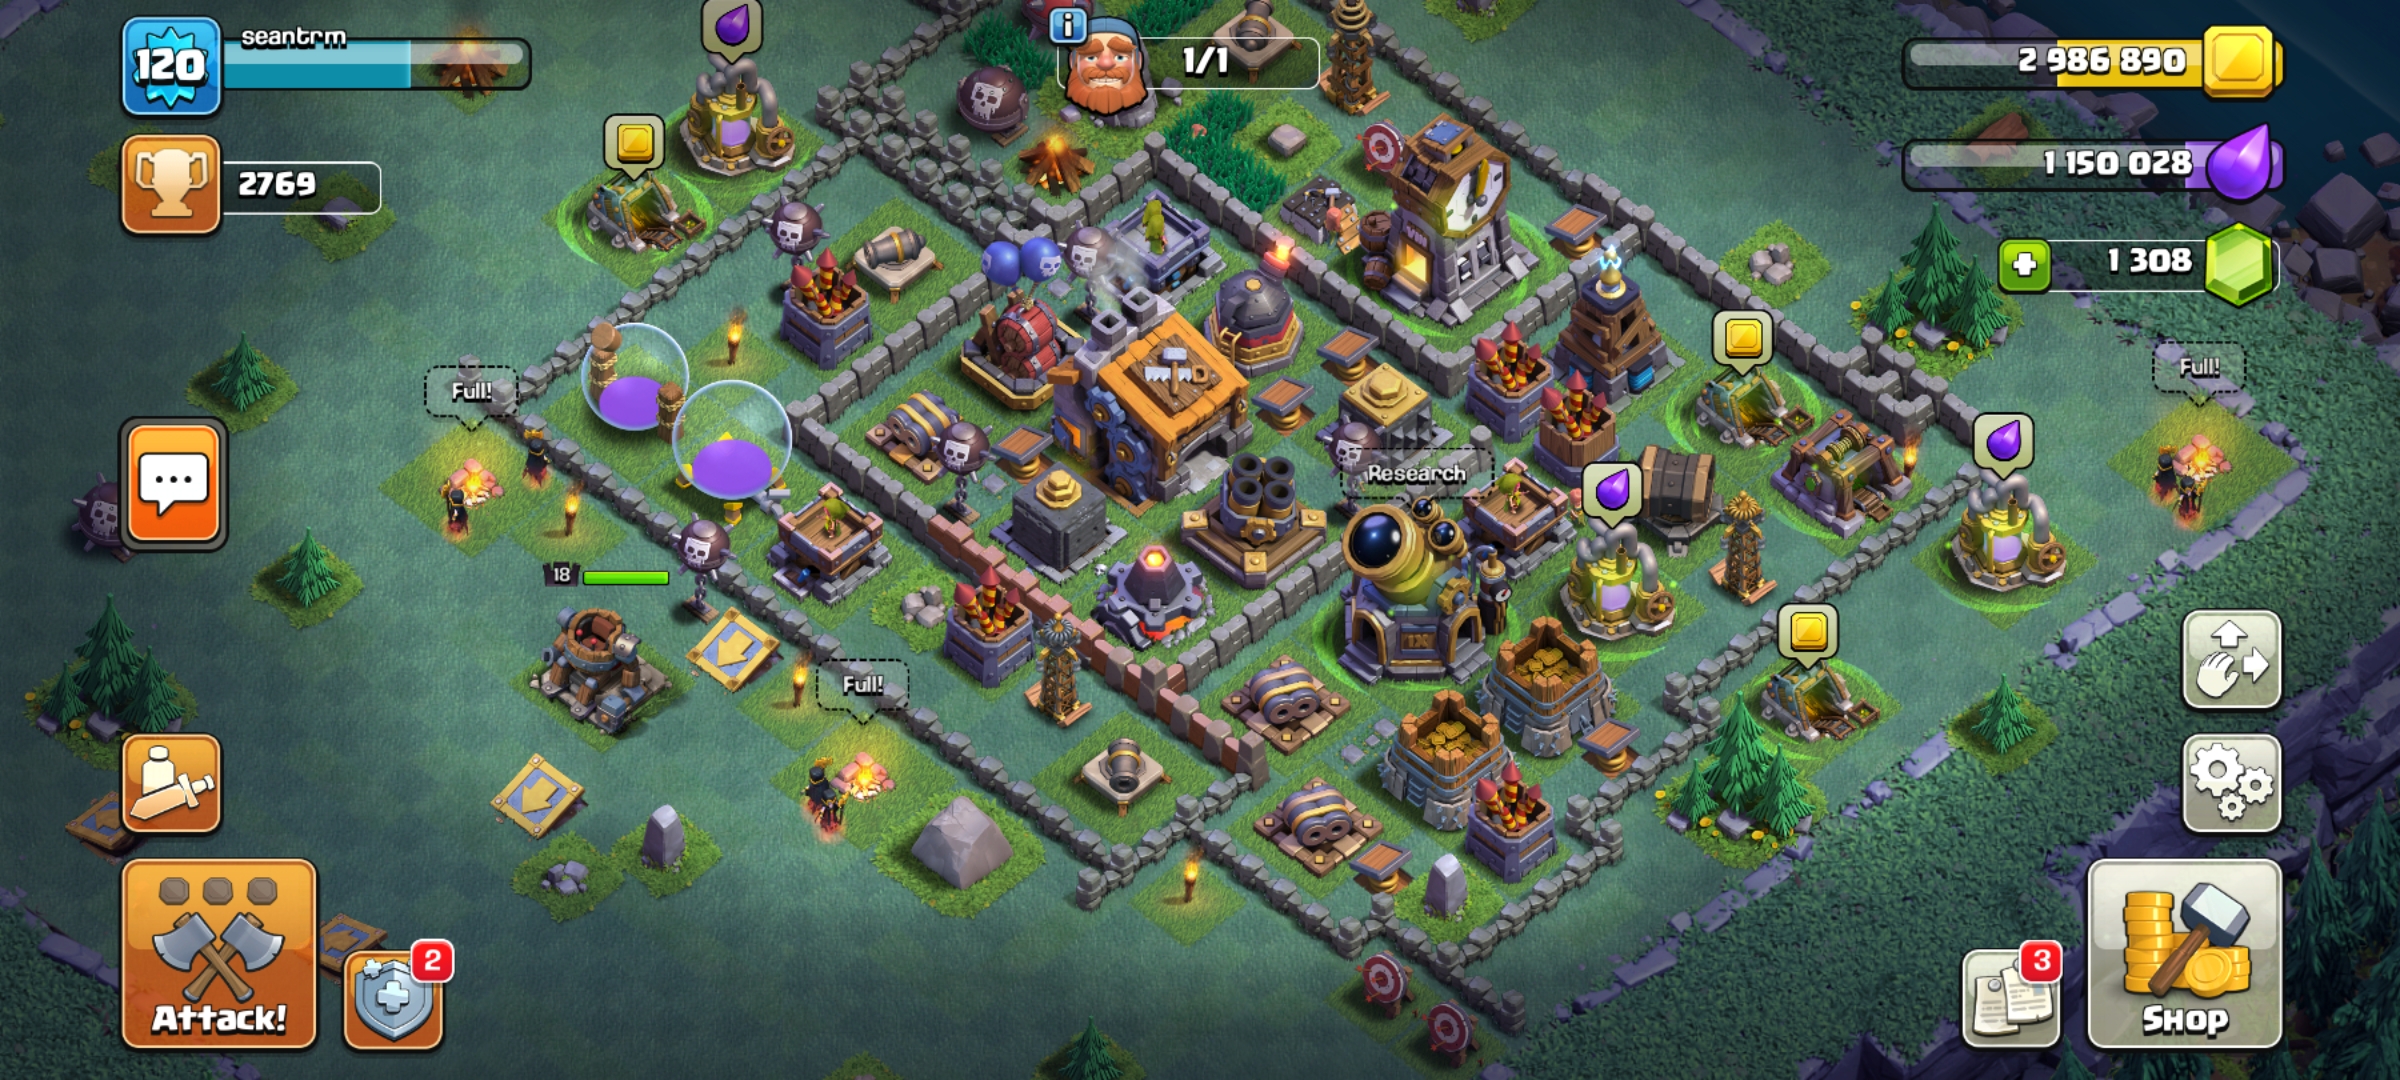 120
seantrm
1/1
2 986 890
2769
1 150 028
1 308
Full!
Full!
Research
18
Full!
Attack!
2
3
Shop